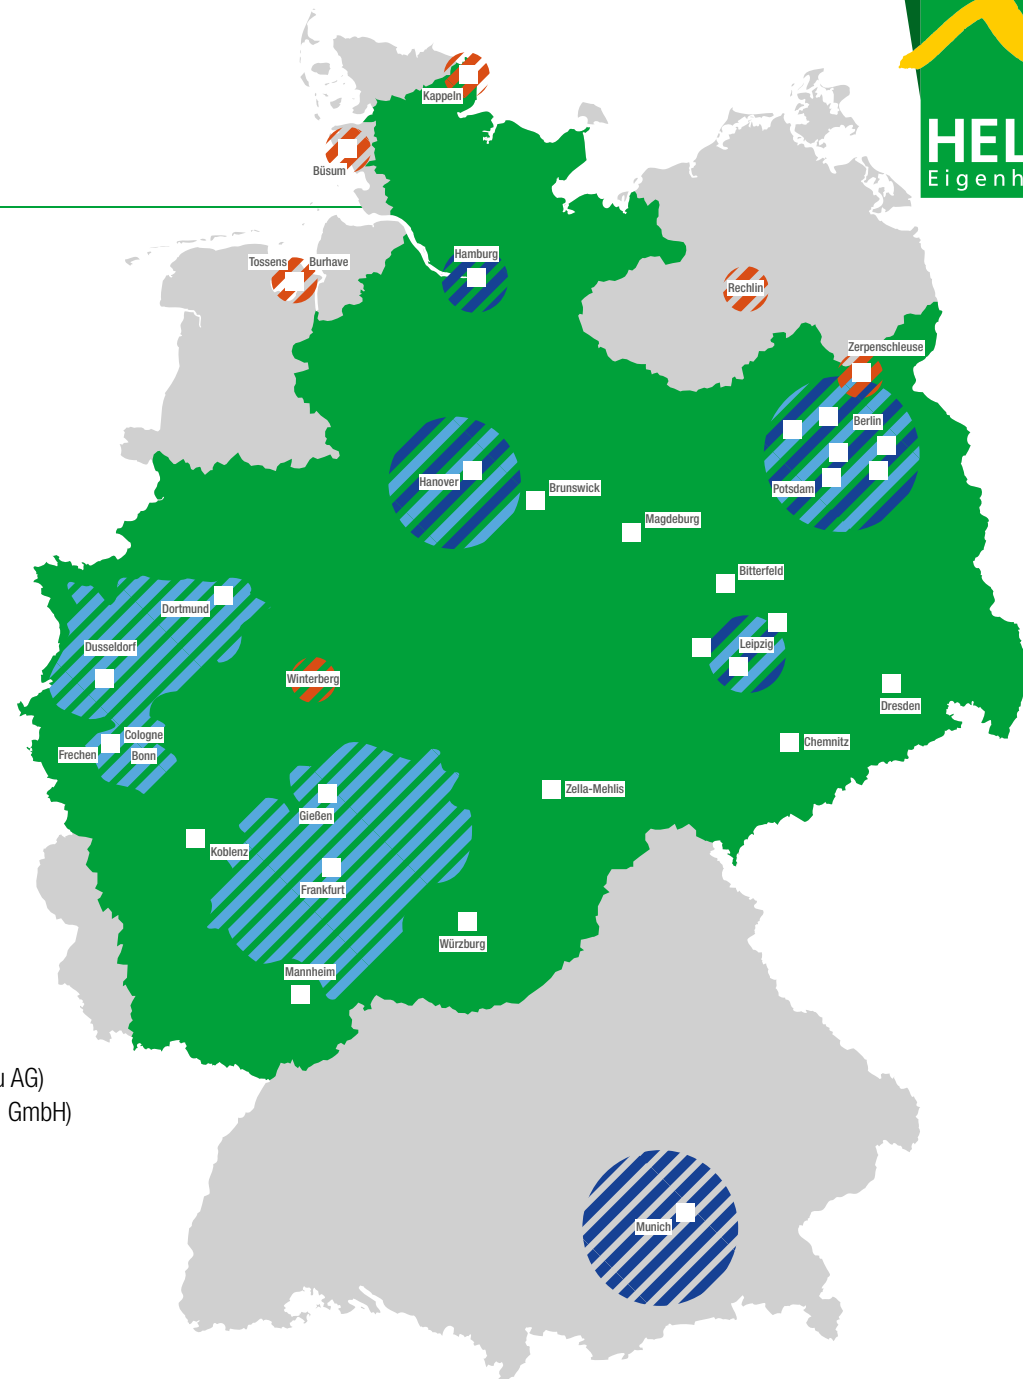 HEL
Eigenh
Kappeln
Büsum
Tossens
Burhave
Hamburg
Rechlin
Zerpenschleuse
Berlin
Hanover
Potsdam
Brunswick
Magdeburg
Bitterfeld
Dortmund
Dusseldorf
Leipzig
Winterberg
Dresden
Cologne
Frechen
Bonn
Chemnitz
Zella-Mehlis
Gießen
Koblenz
Frankfurt
Würzburg
Mannheim
u AG)
GmbH)
Munich